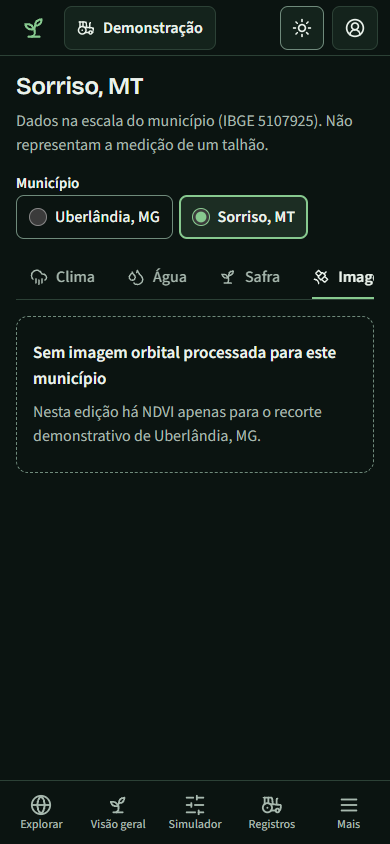 Demonstração
Sorriso, MT
Dados na escala do município (IBGE 5107925). Não
representam a medição de um talhão.
Município
Uberlândia, MG
Sorriso, MT
Clima
Água
Safra
Imag
Sem imagem orbital processada para este
município
Nesta edição há NDVI apenas para o recorte
demonstrativo de Uberlândia, MG.
Explorar
Visão geral
Simulador
Registros
Mais